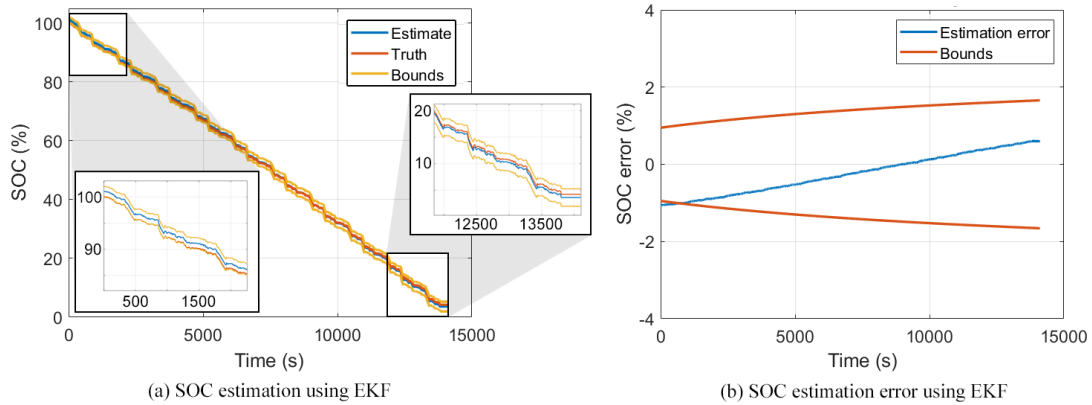 100
80
60
40
20
0
SOC (%)
0
5000
10000
15000
Time (s)
Estimate
Truth
Bounds
100
90
500
1500
20
10
12500
13500
(a) SOC estimation using EKF
4
2
0
-2
-4
SOC error (%)
0
5000
10000
15000
Time (s)
Estimation error
Bounds
(b) SOC estimation error using EKF